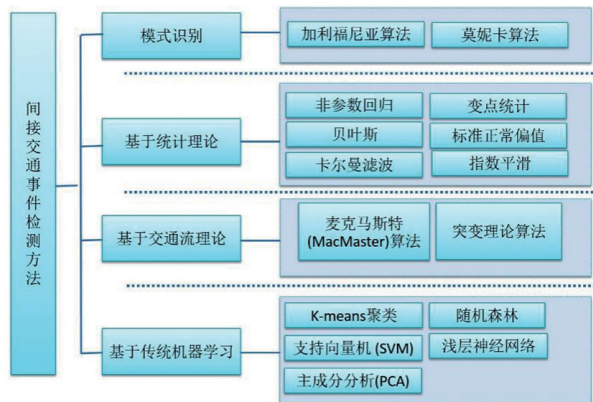 间接交通事件检测方法
模式识别
加利福尼亚算法
莫妮卡算法
基于统计理论
非参数回归
变点统计
贝叶斯
标准正常偏值
卡尔曼滤波
指数平滑
基于交通流理论
麦克马斯特
(MacMaster)算法
突变理论算法
基于传统机器学习
K-means聚类
随机森林
支持向量机 (SVM)
浅层神经网络
主成分分析(PCA)